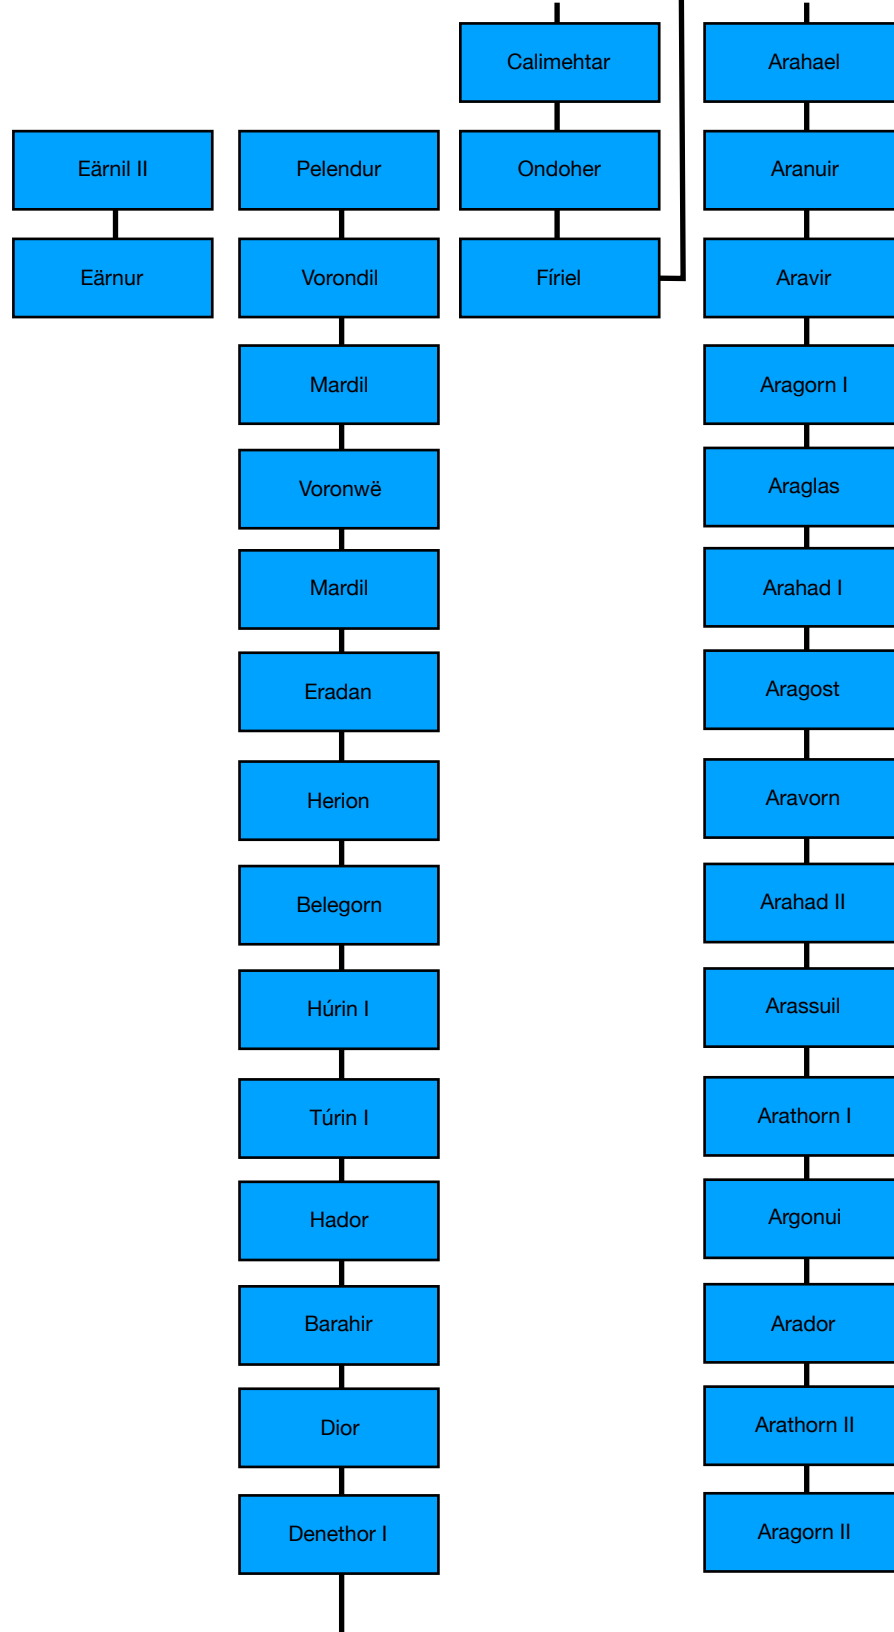 Calimehtar
Arahael
Eärnil II
Pelendur
Ondoher
Aranuir
Eärnur
Vorondil
Fíriel
Aravir
Mardil
Aragorn I
Voronwë
Araglas
Mardil
Arahad I
Eradan
Aragost
Herion
Aravorn
Belegorn
Arahad II
Húrin I
Arassuil
Túrin I
Arathorn I
Hador
Argonui
Barahir
Arador
Dior
Arathorn II
Denethor I
Aragorn II